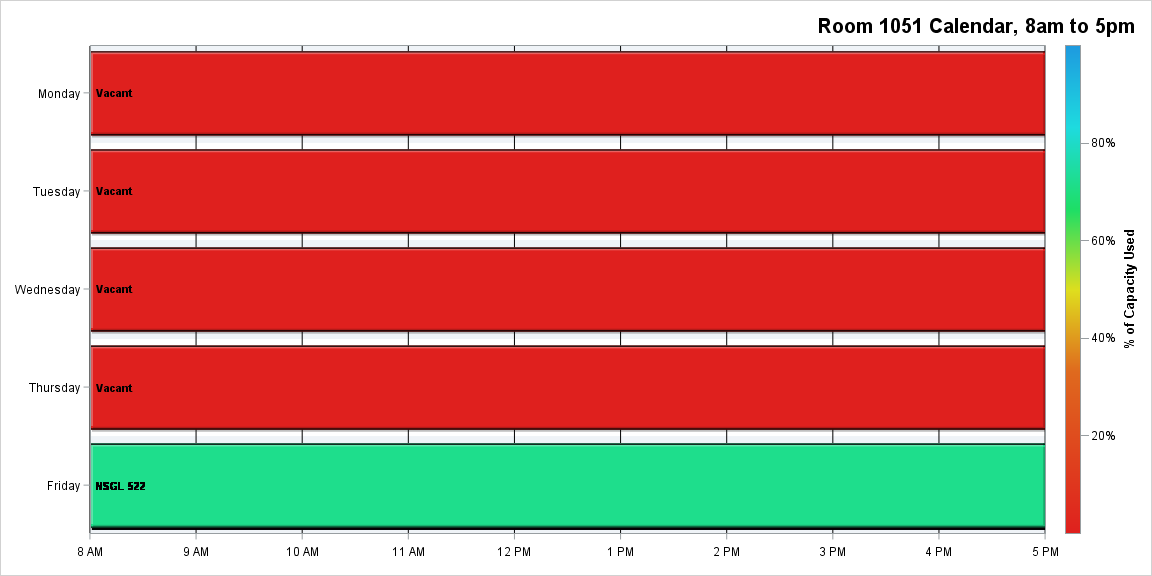 Room 1051 Calendar, 8am to 5pm
Monday
Vacant
Tuesday
Vacant
Wednesday
Vacant
Thursday
Vacant
Friday
NSGL 522
8 AM
9 AM
10 AM
11 AM
12 PM
1 PM
2 PM
3 PM
4 PM
5 PM
80%
60%
40%
20%
% of Capacity Used